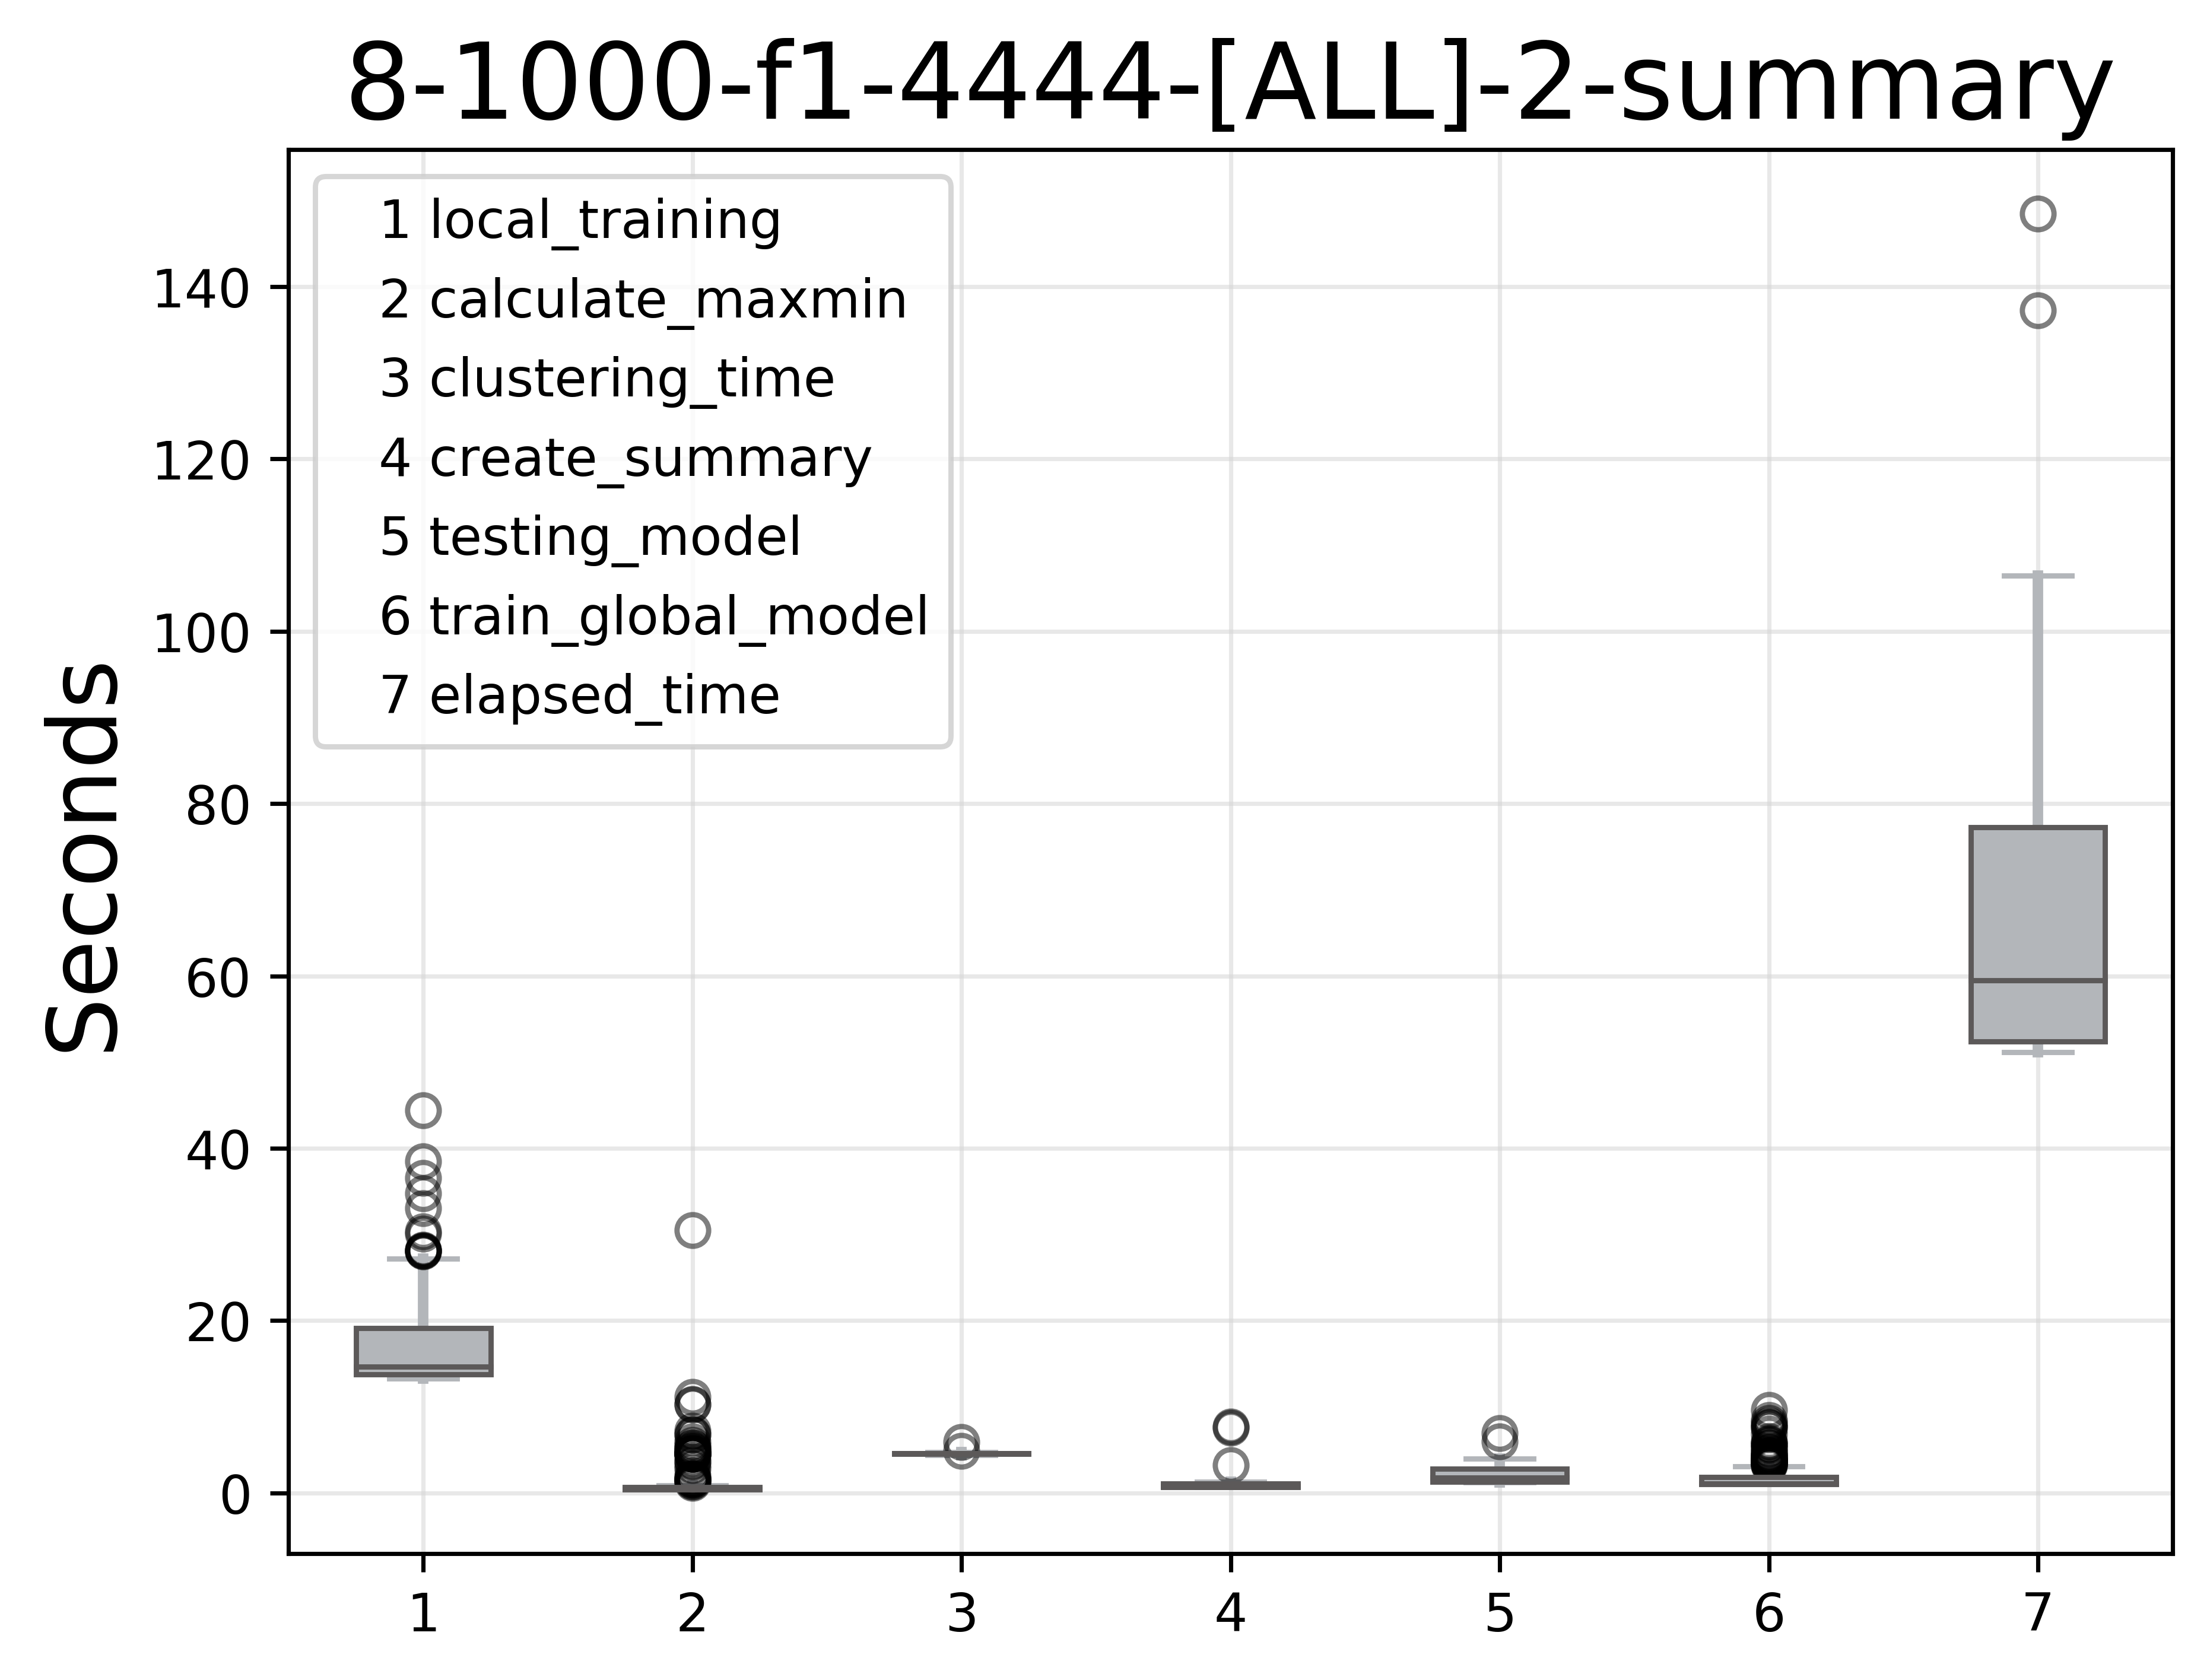 8-1000-f1-4444-[ALL]-2-summary
1 local_training
2 calculate_maxmin
3 clustering_time
4 create_summary
5 testing_model
6 train_global_model
7 elapsed_time
Seconds
140
120
100
80
60
40
20
0
1 2 3 4 5 6 7